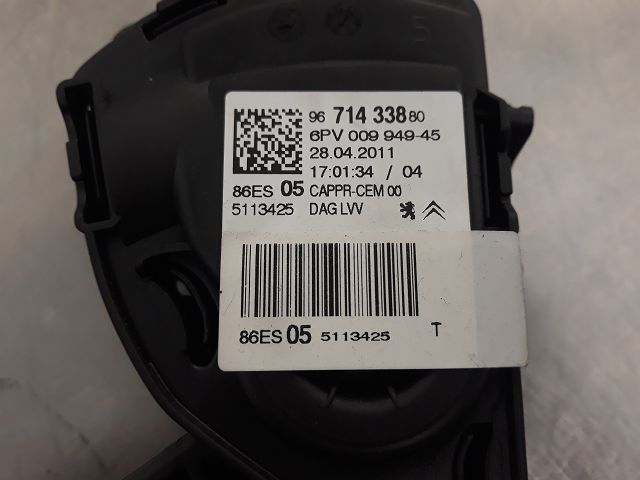 5
96 714 338 80
6PV 009 949-45
28.04.2011
17:01:34 / 04
86ES 05 CAPPR-CEM 00
5113425 DAG LVV
86ES 05 5113425 T